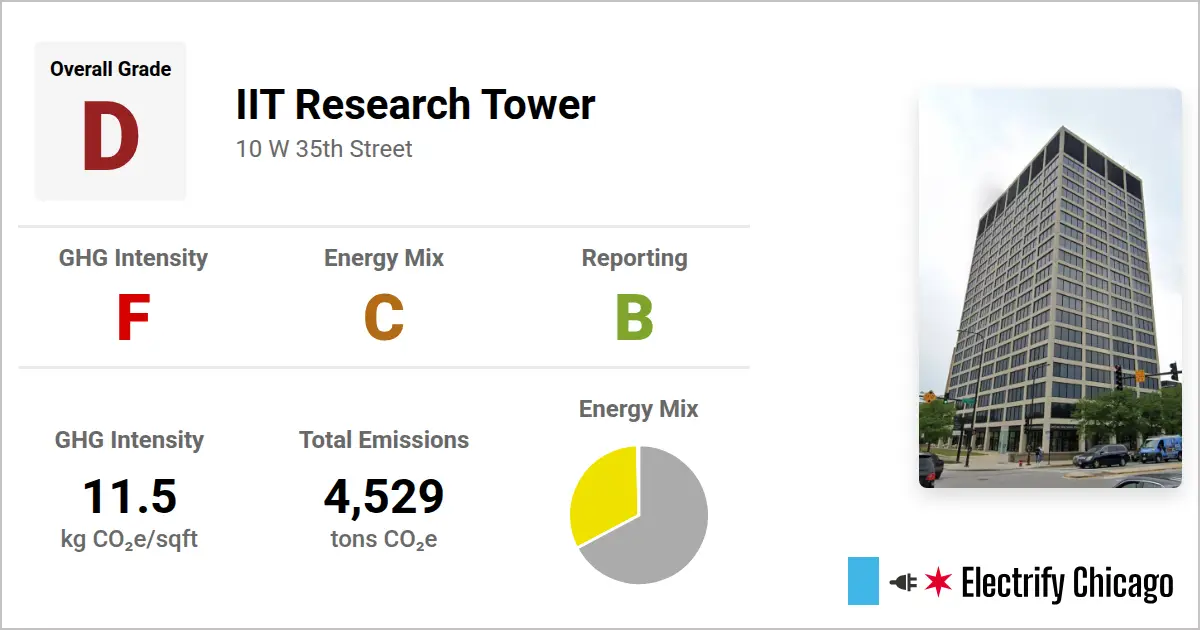 Overall Grade
D
IIT Research Tower
10 W 35th Street
GHG Intensity
F
Energy Mix
C
Reporting
B
GHG Intensity
11.5
kg CO₂e/sqft
Total Emissions
4,529
tons CO₂e
Energy Mix
Electrify Chicago